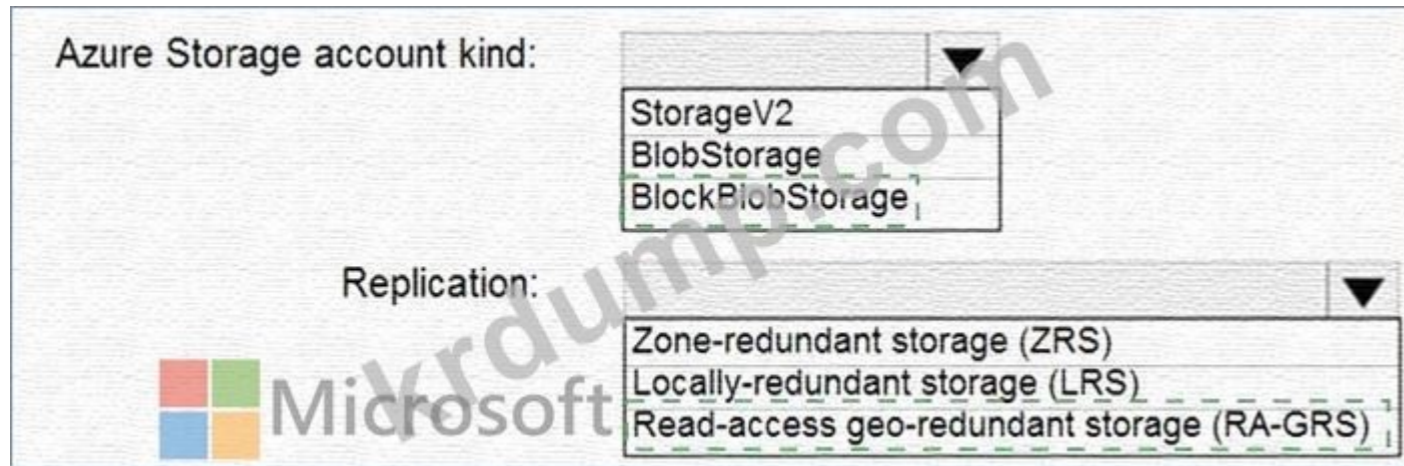 Azure Storage account kind:
StorageV2
BlobStorage
BlockBlobStorage
Replication:
Zone-redundant storage (ZRS)
Locally-redundant storage (LRS)
Read-access geo-redundant storage (RA-GRS)
Microsoft
krdump.com